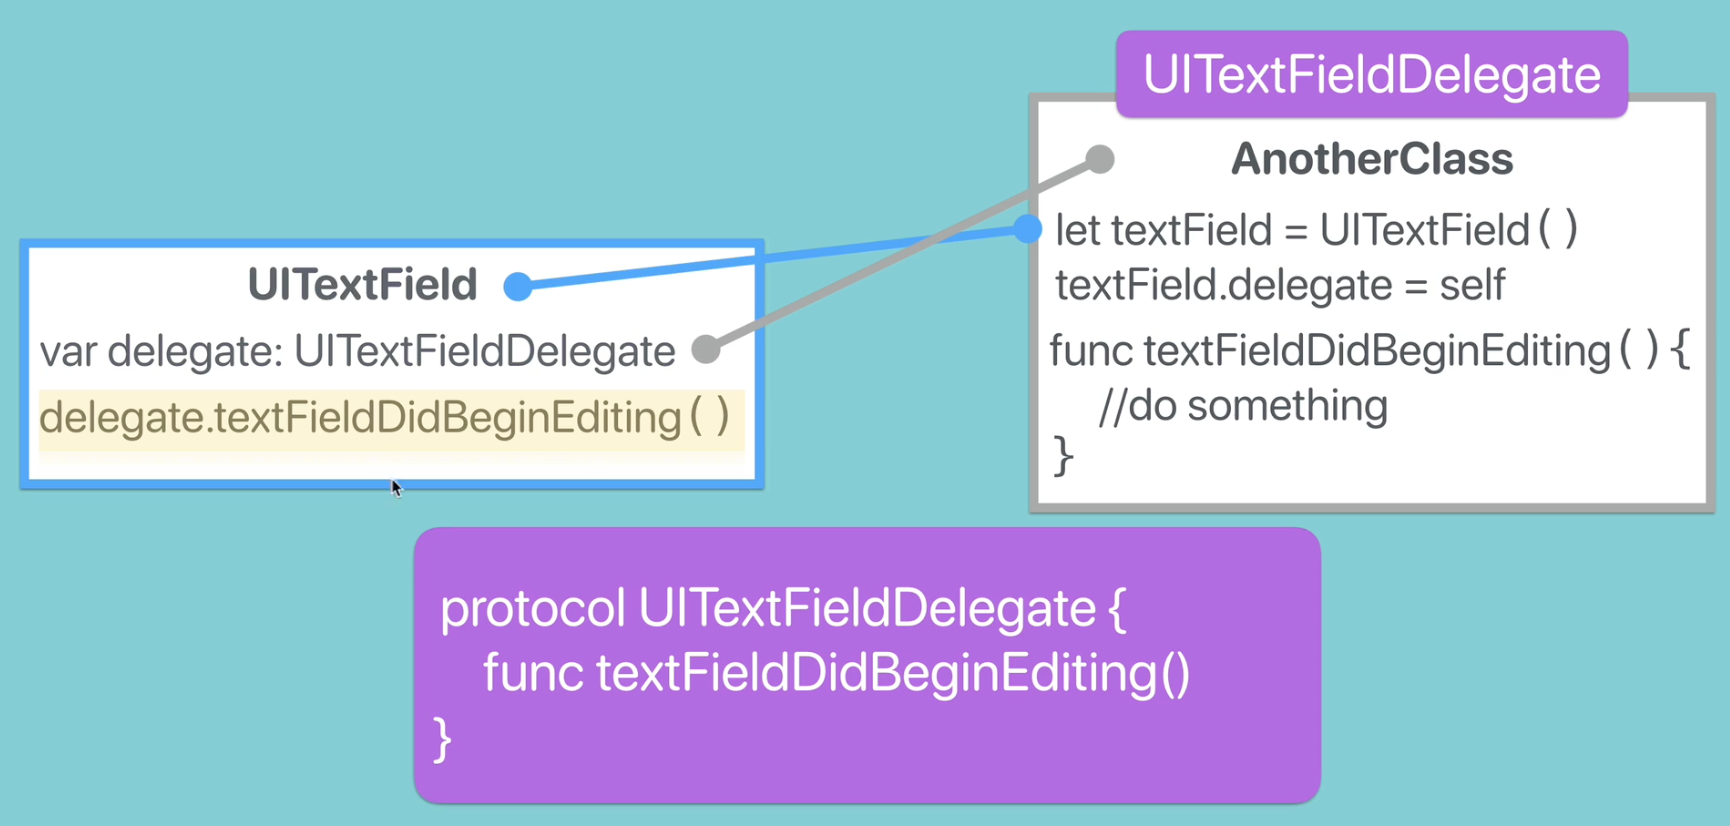 UITextFieldDelegate
AnotherClass
let textField = UITextField( )
textField.delegate = self
func textFieldDidBeginEditing( ) {
//do something
}
UITextField
var delegate: UITextFieldDelegate
delegate.textFieldDidBeginEditing( )
protocol UITextFieldDelegate {
func textFieldDidBeginEditing()
}